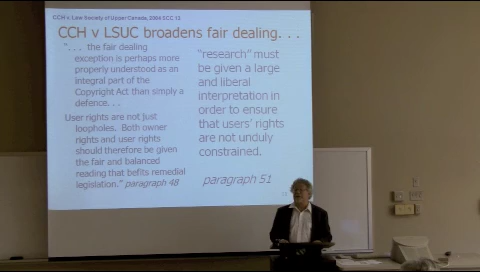 CCH v. Law Society of Upper Canada, 2004 SCC 13
CCH v LSUC broadens fair dealing. . .
". . . the fair dealing
exception is perhaps more
properly understood as an
integral part of the
Copyright Act than simply a
defence. . .
User rights are not just
loopholes. Both owner
rights and user rights
should therefore be given
the fair and balanced
reading that befits remedial
legislation." paragraph 48
"research" must
be given a large
and liberal
interpretation in
order to ensure
that users' rights
are not unduly
constrained.
paragraph 51